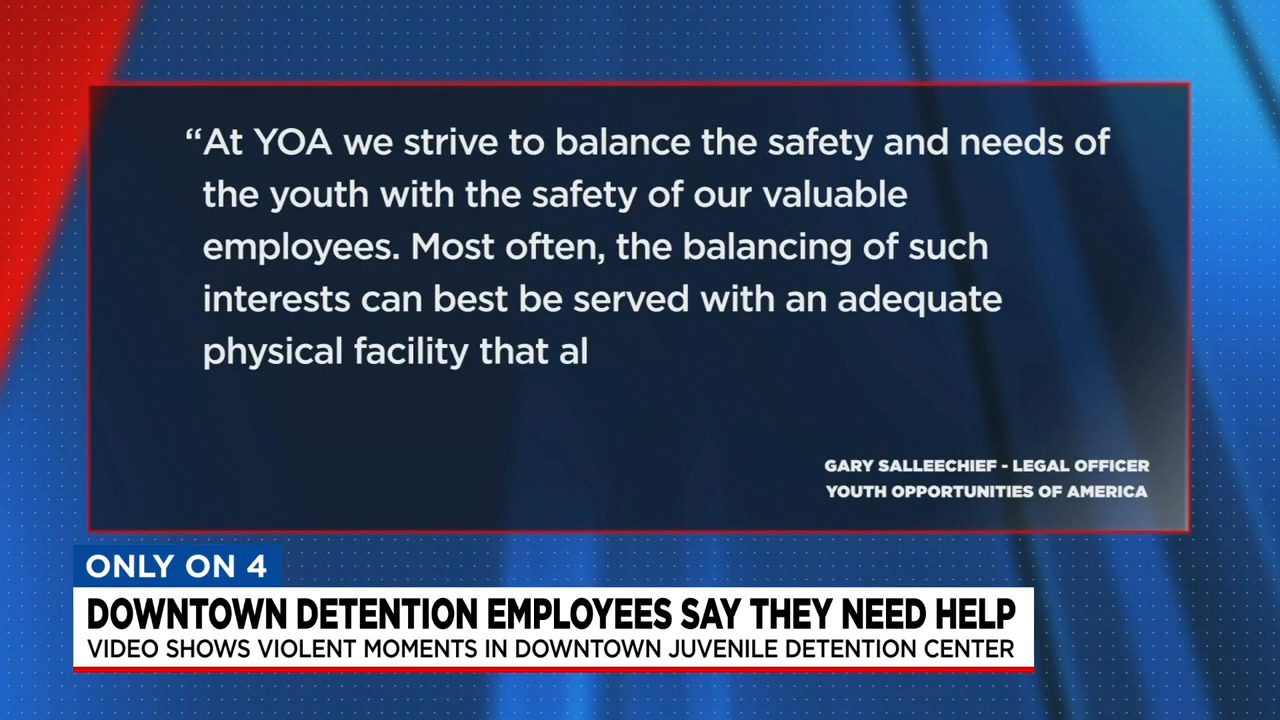 “At YOA we strive to balance the safety and needs of
the youth with the safety of our valuable
employees. Most often, the balancing of such
interests can best be served with an adequate
physical facility that al
GARY SALLEECHIEF - LEGAL OFFICER
YOUTH OPPORTUNITIES OF AMERICA
ONLY ON 4
DOWNTOWN DETENTION EMPLOYEES SAY THEY NEED HELP
VIDEO SHOWS VIOLENT MOMENTS IN DOWNTOWN JUVENILE DETENTION CENTER